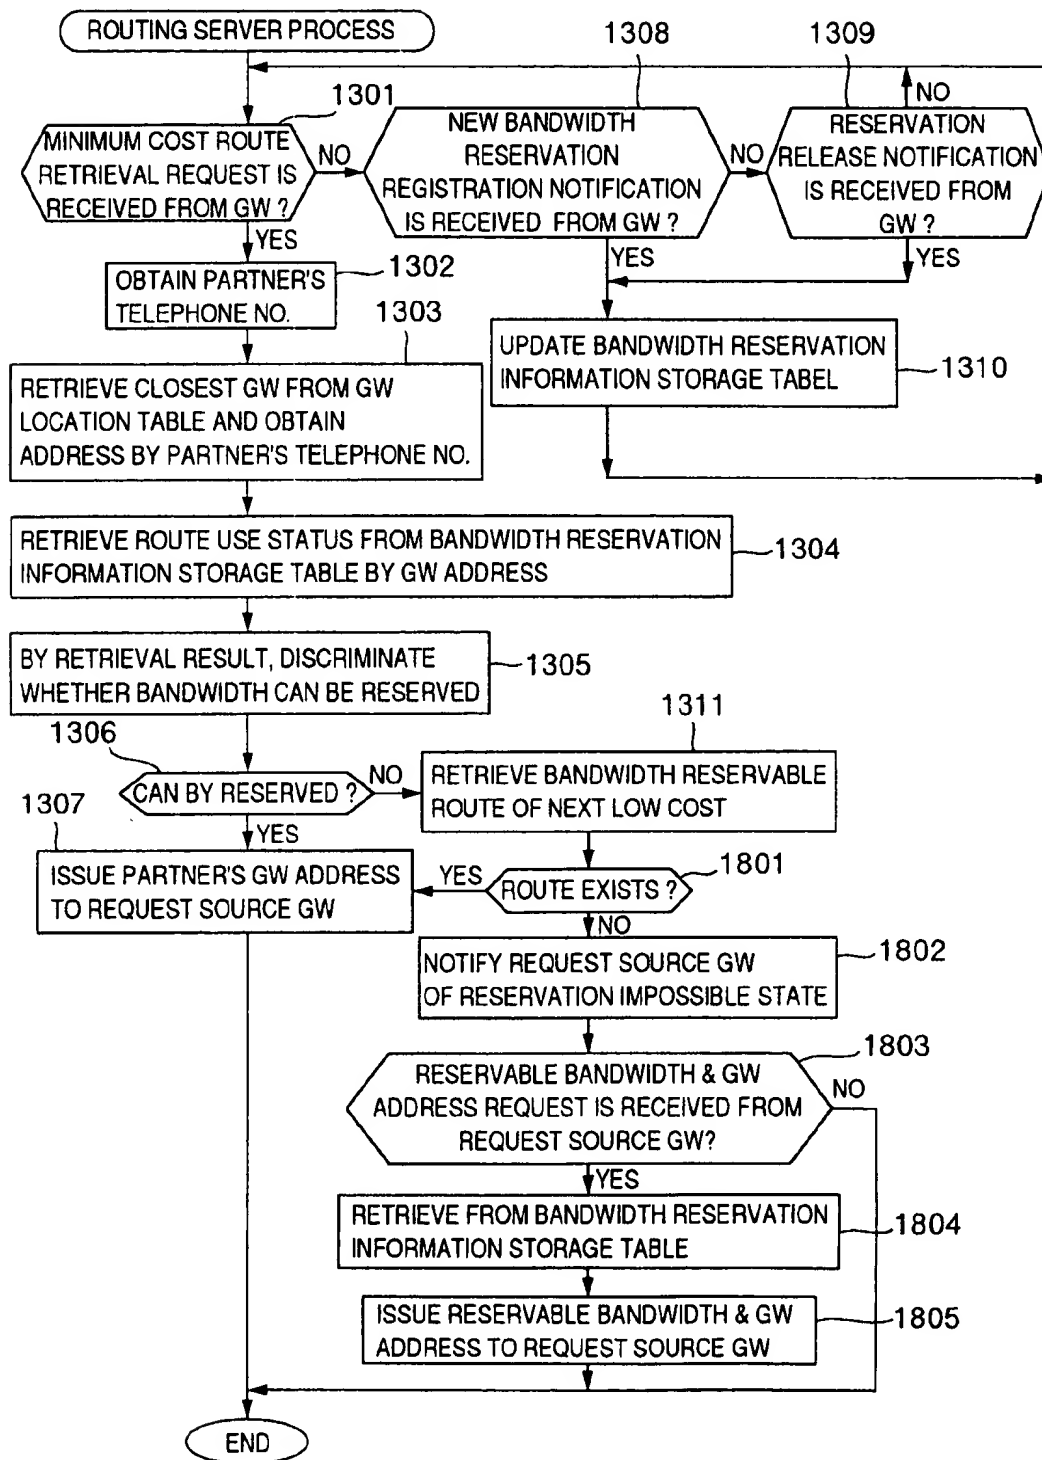 ROUTING SERVER PROCESS
1308
1309
1301
NO
MINIMUM COST ROUTE
RETRIEVAL REQUEST IS
RECEIVED FROM GW ?
NO
NEW BANDWIDTH
RESERVATION
REGISTRATION NOTIFICATION
IS RECEIVED FROM GW ?
NO
RESERVATION
RELEASE NOTIFICATION
IS RECEIVED FROM
GW ?
YES
YES
YES
1302
OBTAIN PARTNER'S
TELEPHONE NO.
1303
UPDATE BANDWIDTH RESERVATION
INFORMATION STORAGE TABEL
1310
RETRIEVE CLOSEST GW FROM GW
LOCATION TABLE AND OBTAIN
ADDRESS BY PARTNER'S TELEPHONE NO.
RETRIEVE ROUTE USE STATUS FROM BANDWIDTH RESERVATION
INFORMATION STORAGE TABLE BY GW ADDRESS
1304
BY RETRIEVAL RESULT, DISCRIMINATE
WHETHER BANDWIDTH CAN BE RESERVED
1305
1306
1311
CAN BY RESERVED ?
NO
RETRIEVE BANDWIDTH RESERVABLE
ROUTE OF NEXT LOW COST
1307
YES
ISSUE PARTNER'S GW ADDRESS
TO REQUEST SOURCE GW
YES
ROUTE EXISTS ?
1801
NO
NOTIFY REQUEST SOURCE GW
OF RESERVATION IMPOSSIBLE STATE
1802
1803
RESERVABLE BANDWIDTH & GW
ADDRESS REQUEST IS RECEIVED FROM
REQUEST SOURCE GW?
NO
YES
RETRIEVE FROM BANDWIDTH RESERVATION
INFORMATION STORAGE TABLE
1804
ISSUE RESERVABLE BANDWIDTH & GW
ADDRESS TO REQUEST SOURCE GW
1805
END